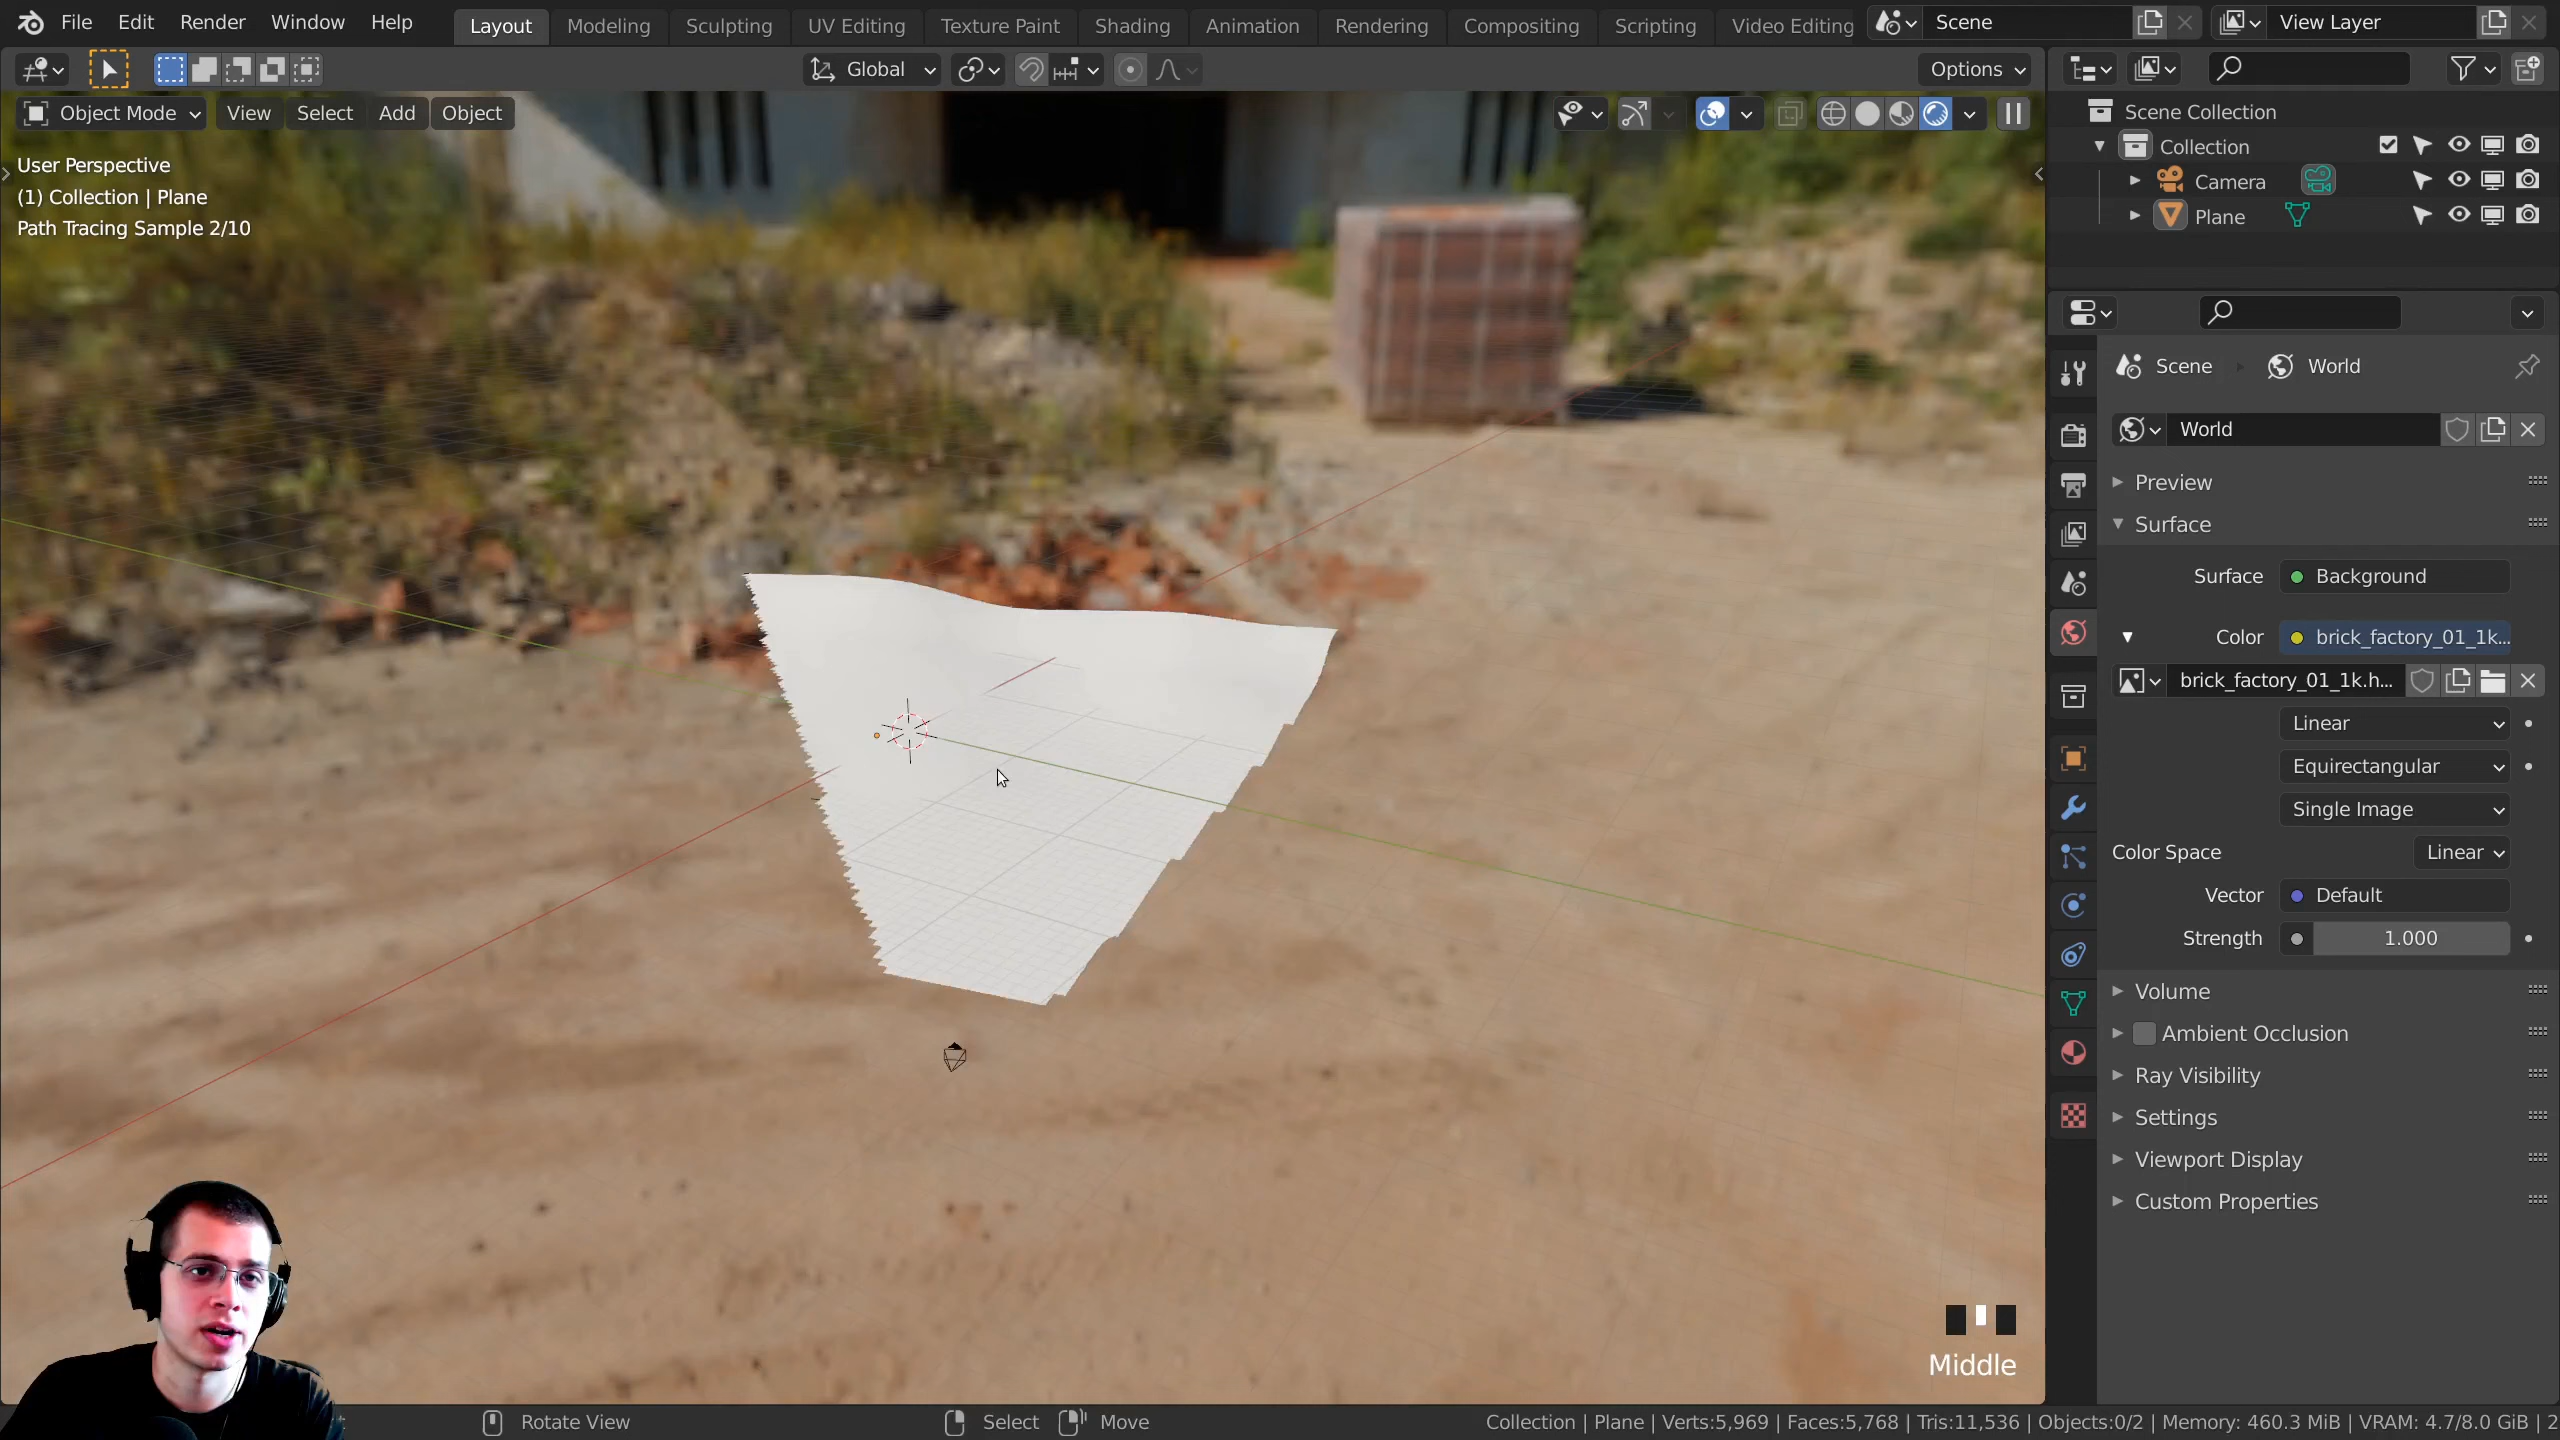 File Edit Render Window Help Layout Modeling Sculpting UV Editing Texture Paint Shading Animation Rendering Compositing Scripting Video Editing Scene View Layer
Global Options
Object Mode View Select Add Object
User Perspective
(1) Collection | Plane
Path Tracing Sample 2/10
Scene Collection
Collection
Camera
Plane
Scene World
World
Preview
Surface
Surface Background
Color brick_factory_01_1k...
brick_factory_01_1k.h...
Linear
Equirectangular
Single Image
Color Space Linear
Vector Default
Strength 1.000
Volume
Ambient Occlusion
Ray Visibility
Settings
Viewport Display
Custom Properties
Middle
Rotate View Select Move Collection | Plane | Verts:5,969 | Faces:5,768 | Tris:11,536 | Objects:0/2 | Memory: 460.3 MiB | VRAM: 4.7/8.0 GiB | 2